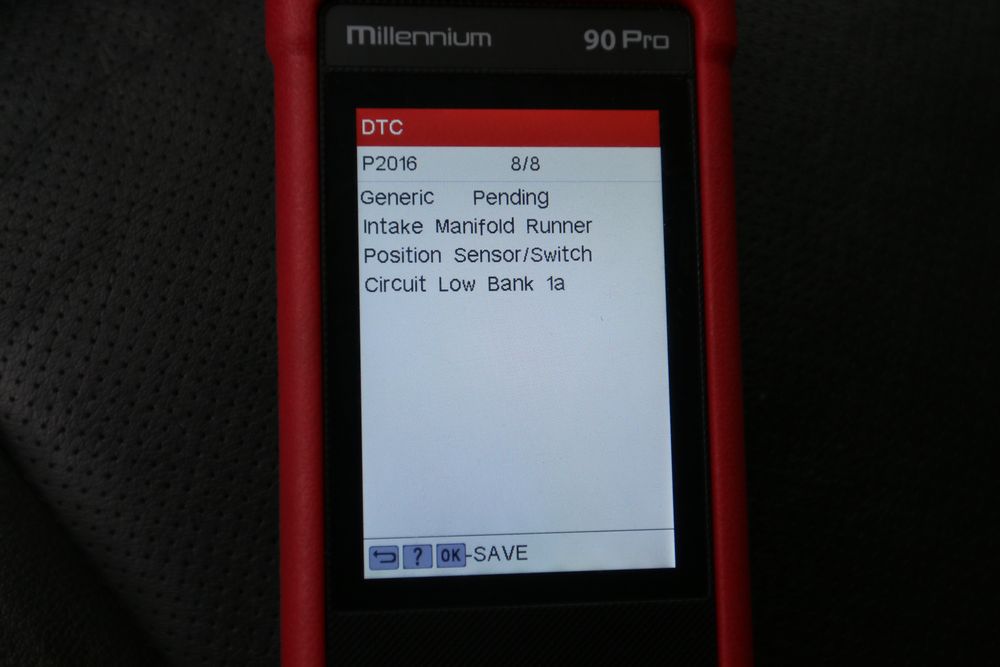 Millennium 90 Pro
DTC
P2016 8/8
Generic Pending
Intake Manifold Runner
Position Sensor/Switch
Circuit Low Bank 1a
? OK-SAVE